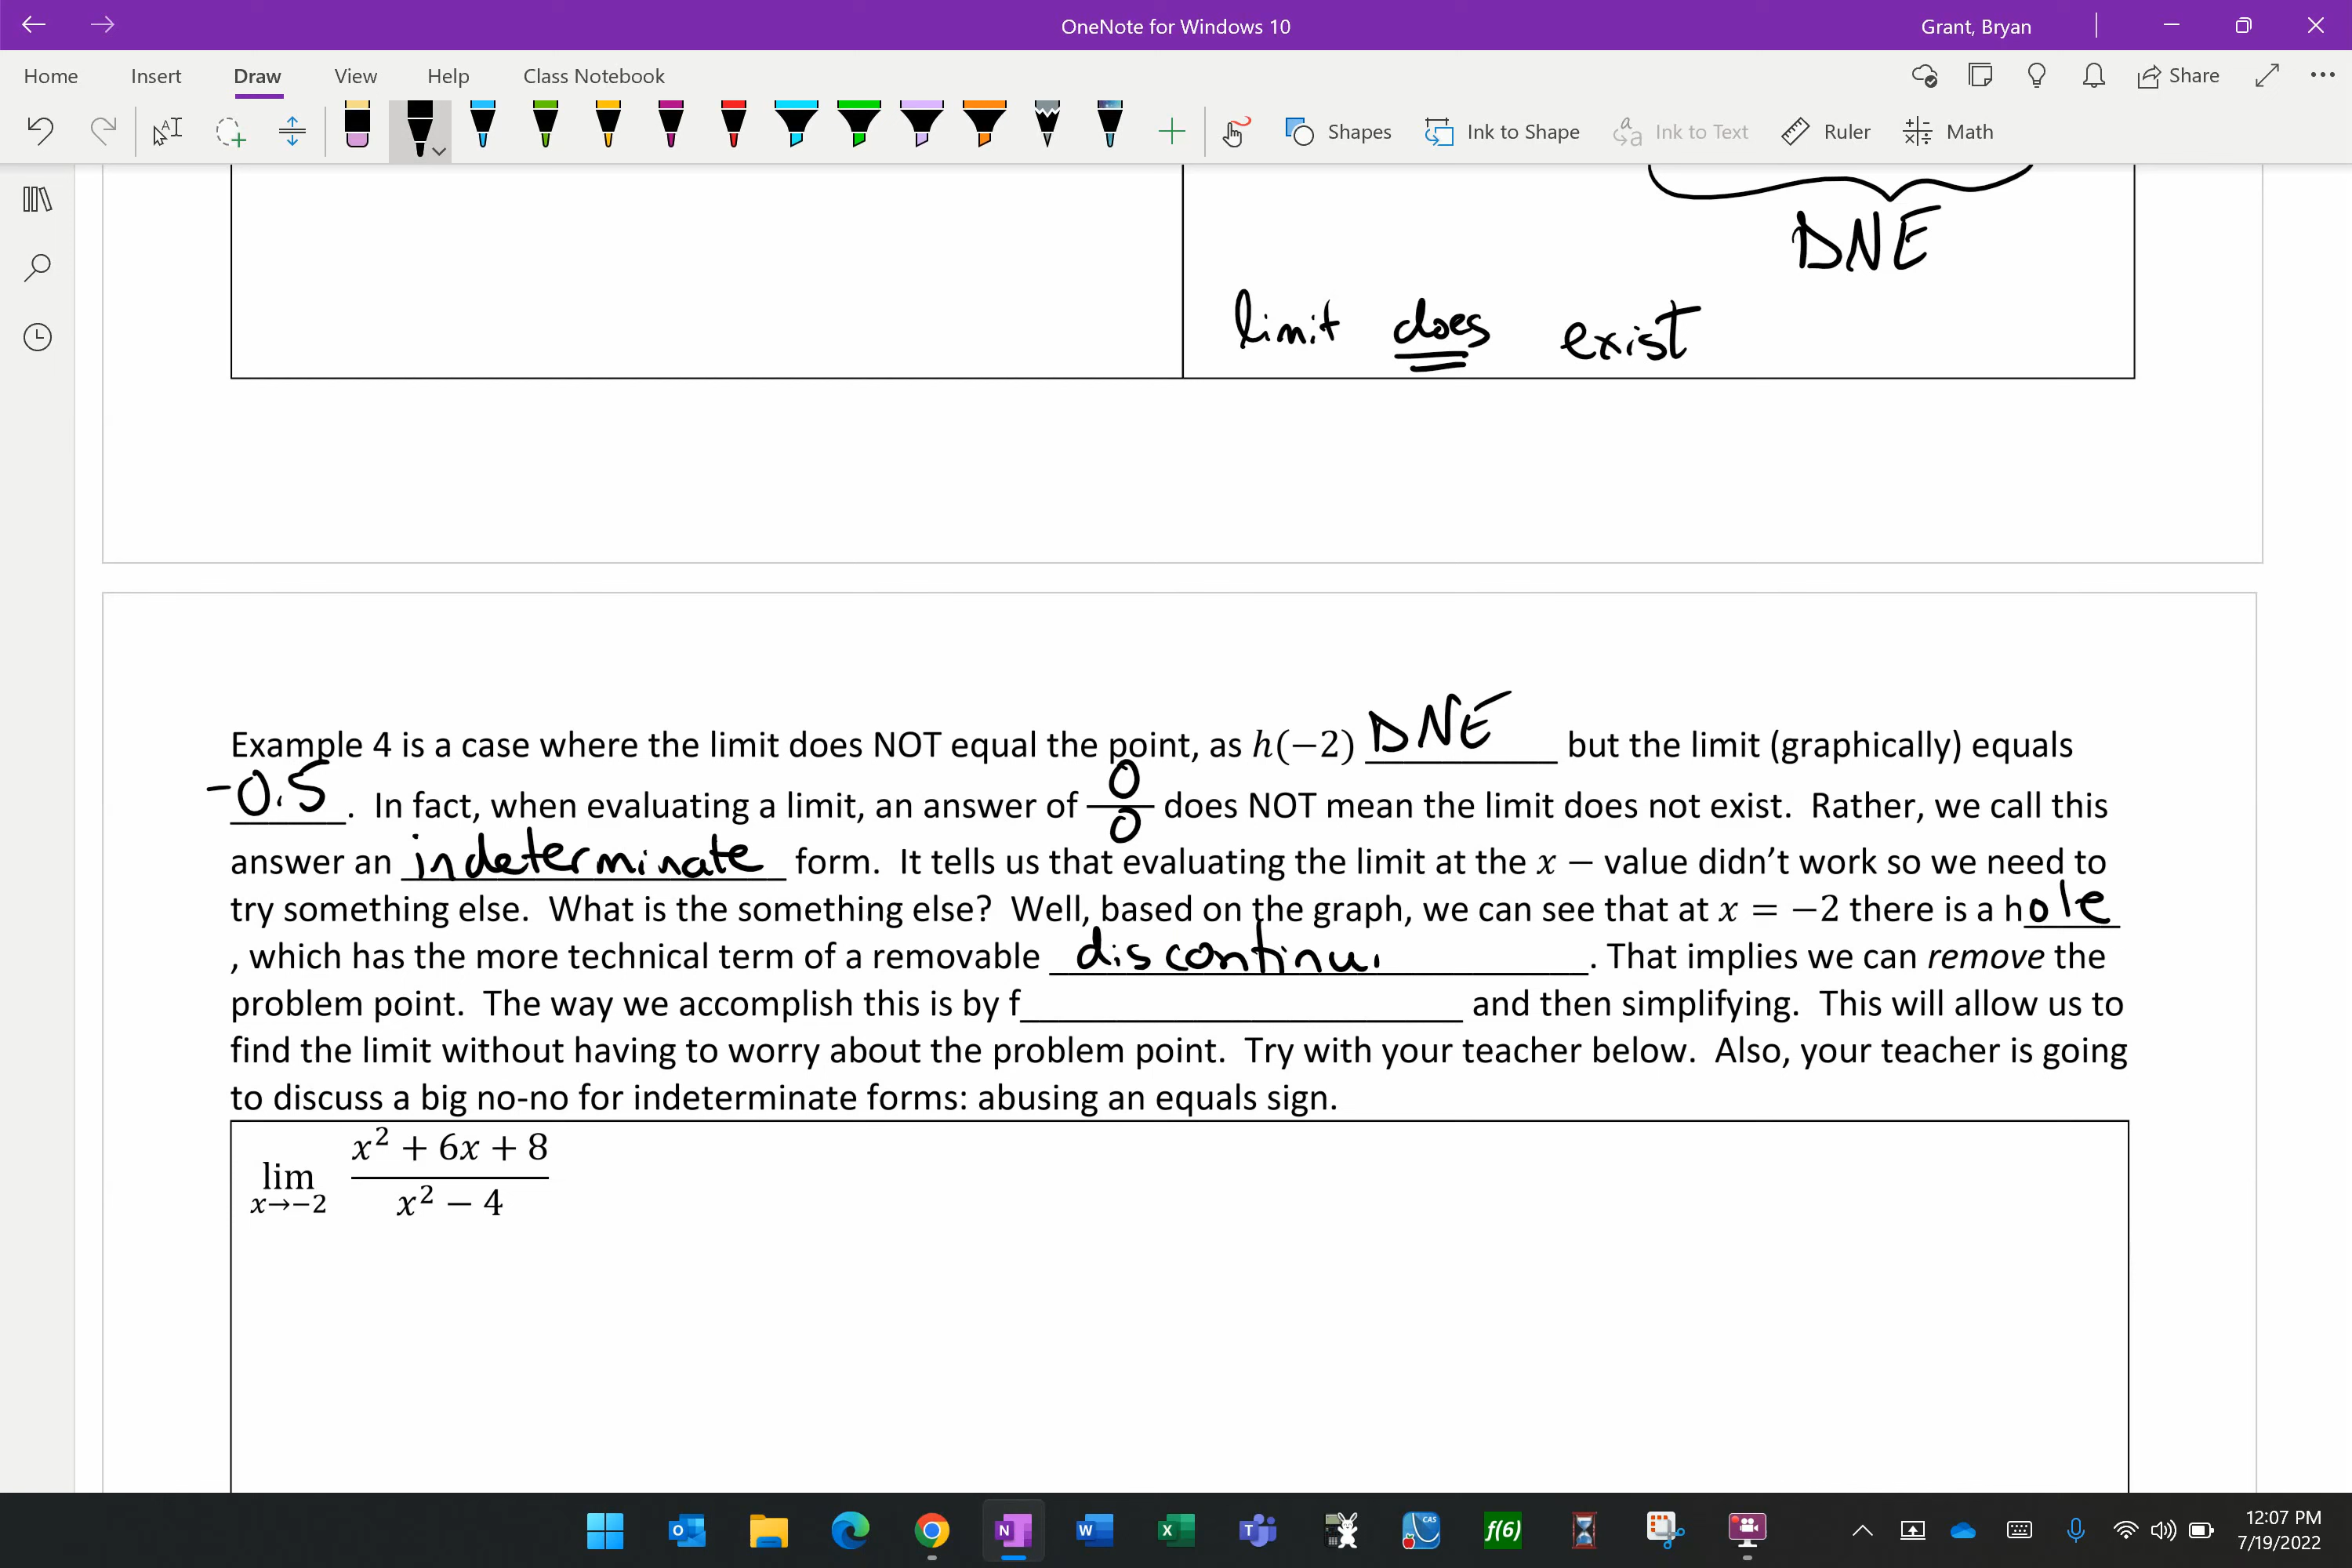 OneNote for Windows 10
Grant, Bryan
Home Insert Draw View Help Class Notebook
Share
Shapes Ink to Shape Ink to Text Ruler Math
DNE
limit does exist
Example 4 is a case where the limit does NOT equal the point, as h(−2) DNE but the limit (graphically) equals
-0.5. In fact, when evaluating a limit, an answer of 0/0 does NOT mean the limit does not exist. Rather, we call this
answer an indeterminate form. It tells us that evaluating the limit at the x − value didn't work so we need to
try something else. What is the something else? Well, based on the graph, we can see that at x = −2 there is a hole
, which has the more technical term of a removable discontinui. That implies we can remove the
problem point. The way we accomplish this is by f_______________ and then simplifying. This will allow us to
find the limit without having to worry about the problem point. Try with your teacher below. Also, your teacher is going
to discuss a big no-no for indeterminate forms: abusing an equals sign.
x² + 6x + 8
lim
x→−2
x² − 4
f(6)
CAS
12:07 PM
7/19/2022